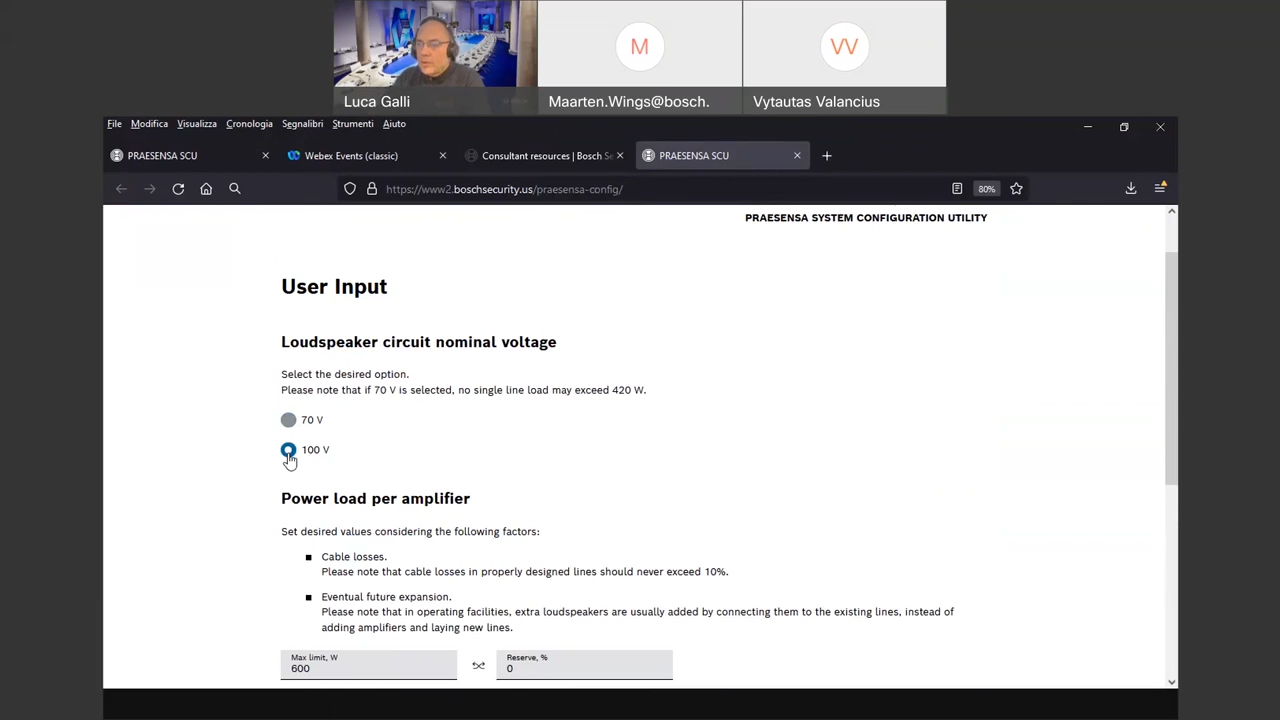 M
VV
Luca Galli
Maarten.Wings@bosch.
Vytautas Valancius
File Modifica Visualizza Cronologia Segnalibri Strumenti Aiuto
PRAESENSA SCU
Webex Events (classic)
Consultant resources | Bosch Se
PRAESENSA SCU
https://www2.boschsecurity.us/praesensa-config/
80%
PRAESENSA SYSTEM CONFIGURATION UTILITY
User Input
Loudspeaker circuit nominal voltage
Select the desired option.
Please note that if 70 V is selected, no single line load may exceed 420 W.
70 V
100 V
Power load per amplifier
Set desired values considering the following factors:
Cable losses.
Please note that cable losses in properly designed lines should never exceed 10%.
Eventual future expansion.
Please note that in operating facilities, extra loudspeakers are usually added by connecting them to the existing lines, instead of
adding amplifiers and laying new lines.
Max limit, W
600
Reserve, %
0